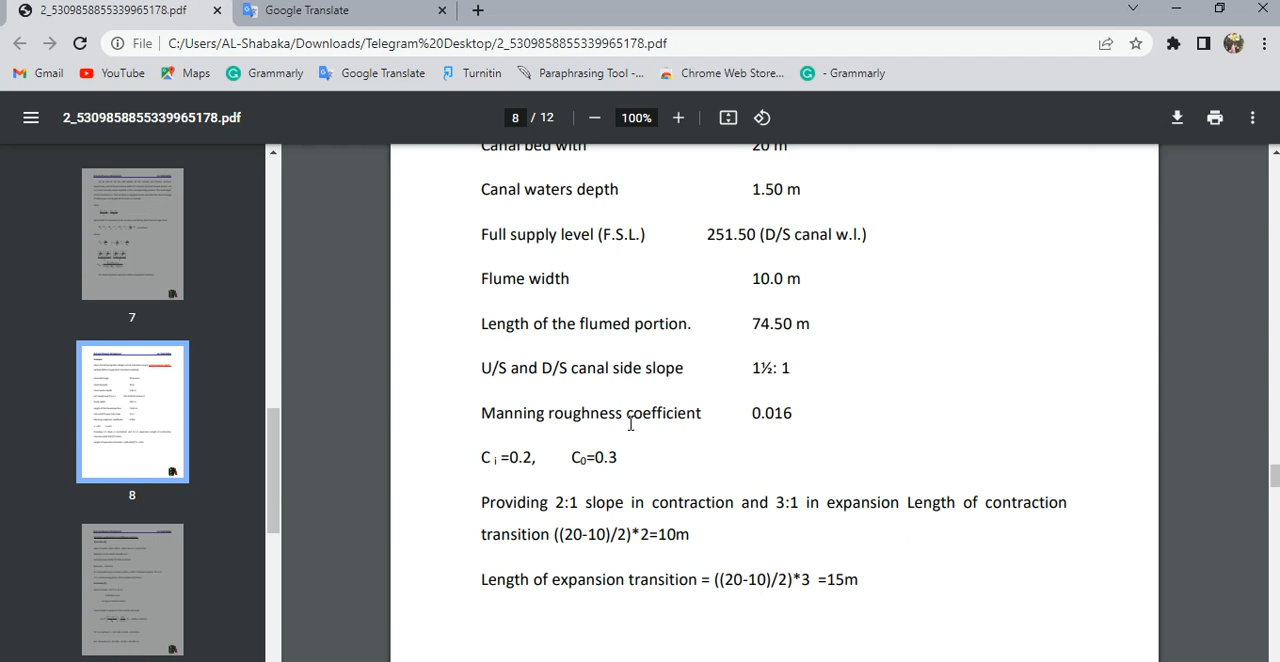 2_5309858855339965178.pdf
Google Translate
File
C:/Users/AL-Shabaka/Downloads/Telegram%20Desktop/2_5309858855339965178.pdf
Gmail
YouTube
Maps
Grammarly
Google Translate
Turnitin
Paraphrasing Tool -...
Chrome Web Store...
- Grammarly
2_5309858855339965178.pdf
8 / 12
100%
Canal bed with 20 m
Canal waters depth 1.50 m
Full supply level (F.S.L.) 251.50 (D/S canal w.l.)
Flume width 10.0 m
Length of the flumed portion. 74.50 m
U/S and D/S canal side slope 1½: 1
Manning roughness coefficient 0.016
C i =0.2, C₀=0.3
Providing 2:1 slope in contraction and 3:1 in expansion Length of contraction
transition ((20-10)/2)*2=10m
Length of expansion transition = ((20-10)/2)*3 =15m
7
8